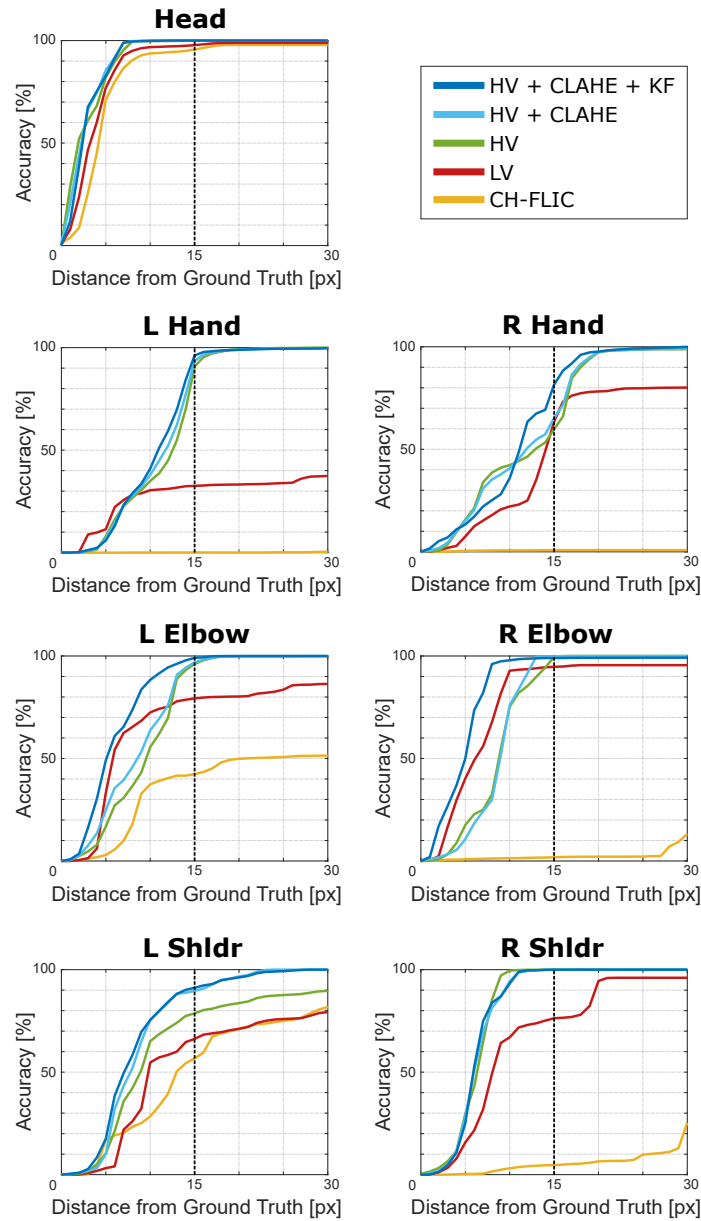 Head
100
50
0
15
30
Accuracy [%]
Distance from Ground Truth [px]
HV + CLAHE + KF
HV + CLAHE
HV
LV
CH-FLIC
L Hand
100
50
0
15
30
Accuracy [%]
Distance from Ground Truth [px]
R Hand
100
50
0
15
30
Accuracy [%]
Distance from Ground Truth [px]
L Elbow
100
50
0
15
30
Accuracy [%]
Distance from Ground Truth [px]
R Elbow
100
50
0
15
30
Accuracy [%]
Distance from Ground Truth [px]
L Shldr
100
50
0
15
30
Accuracy [%]
Distance from Ground Truth [px]
R Shldr
100
50
0
15
30
Accuracy [%]
Distance from Ground Truth [px]